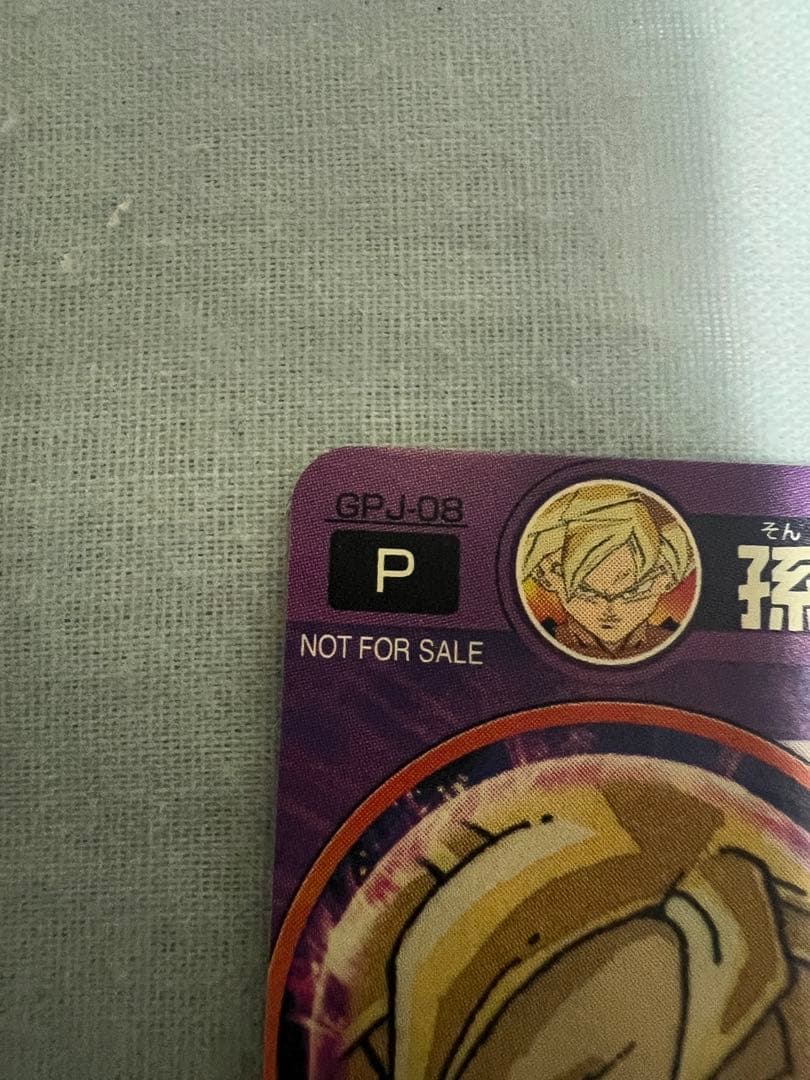 GPJ-08
P
NOT FOR SALE
そん
孫